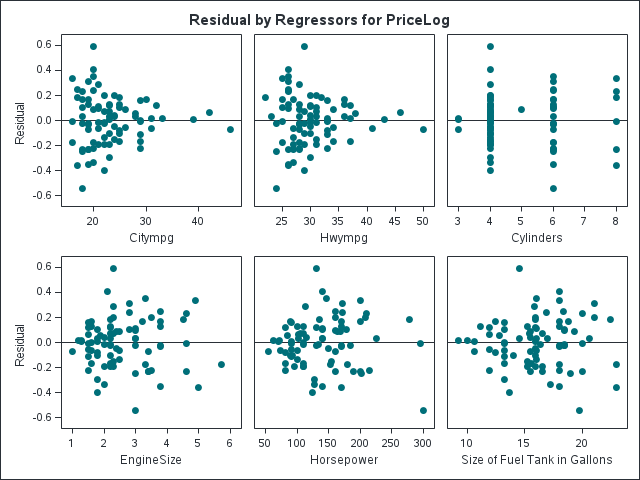 Residual by Regressors for PriceLog
Residual
0.6
0.4
0.2
0.0
-0.2
-0.4
-0.6
20 30 40
Citympg
25 30 35 40 45 50
Hwympg
3 4 5 6 7 8
Cylinders
Residual
0.6
0.4
0.2
0.0
-0.2
-0.4
-0.6
1 2 3 4 5 6
EngineSize
50 100 150 200 250 300
Horsepower
10 15 20
Size of Fuel Tank in Gallons